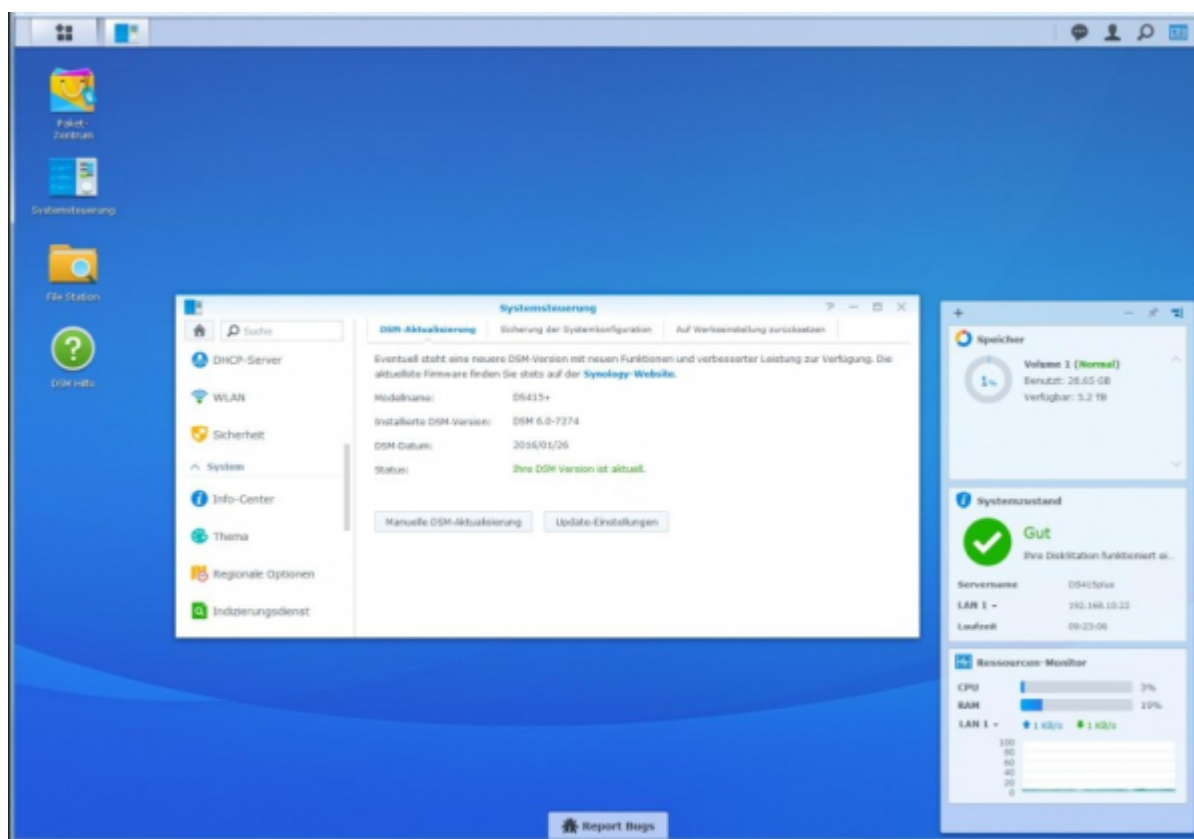 Paket-
Zentrum
Systemsteuerung
File Station
DSM Hilfe
Systemsteuerung
Suche
DHCP-Server
WLAN
Sicherheit
System
Info-Center
Thema
Regionale Optionen
Indizierungsdienst
DSM-Aktualisierung
Sicherung der Systemkonfiguration
Auf Werkseinstellung zurücksetzen
Eventuell steht eine neuere DSM-Version mit neuen Funktionen und verbesserter Leistung zur Verfügung. Die
aktuellste Firmware finden Sie stets auf der Synology-Website.
Modellname: DS415+
Installierte DSM-Version: DSM 6.0-7274
DSM-Datum: 2016/01/26
Status: Ihre DSM Version ist aktuell.
Manuelle DSM-Aktualisierung
Update-Einstellungen
Speicher
1%
Volume 1 (Normal)
Benutzt: 28.65 GB
Verfügbar: 5.2 TB
Systemzustand
Gut
Ihre DiskStation funktioniert ei...
Servername DS415plus
LAN 1 192.168.10.22
Laufzeit 09:23:06
Ressourcen-Monitor
CPU 3%
RAM 19%
LAN 1 1 KB/s 1 KB/s
100
80
60
40
20
0
Report Bugs